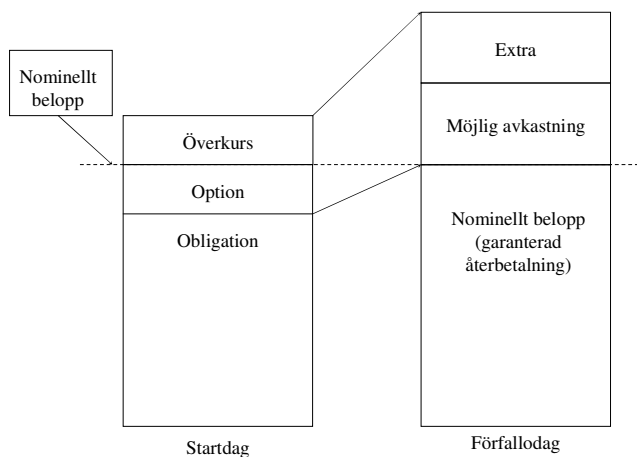 Nominellt
belopp
Överkurs
Option
Obligation
Startdag
Extra
Möjlig avkastning
Nominellt belopp
(garanterad
återbetalning)
Förfallodag